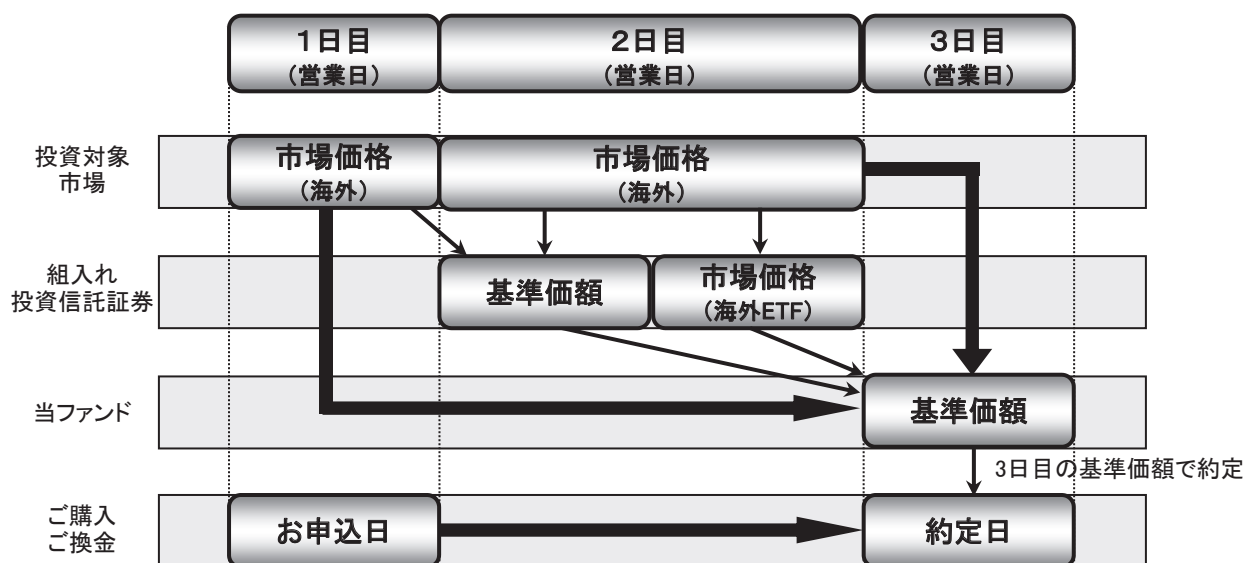 1日目
（営業日）
2日目
（営業日）
3日目
（営業日）
投資対象
市場
市場価格
（海外）
市場価格
（海外）
組入れ
投資信託証券
基準価額
市場価格
（海外ETF）
当ファンド
基準価額
3日目の基準価額で約定
ご購入
ご換金
お申込日
約定日